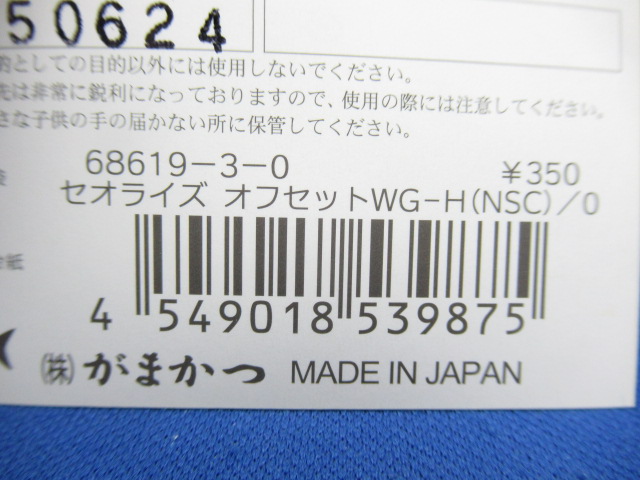 50624
的としての目的以外には使用しないでください。
先は非常に鋭利になっておりますので、使用の際には注意してください。
さな子供の手の届かない所に保管してください。
68619-3-0 ¥350
セオライズ オフセットWG-H(NSC)/0
4 549018 539875
㈱がまかつ MADE IN JAPAN